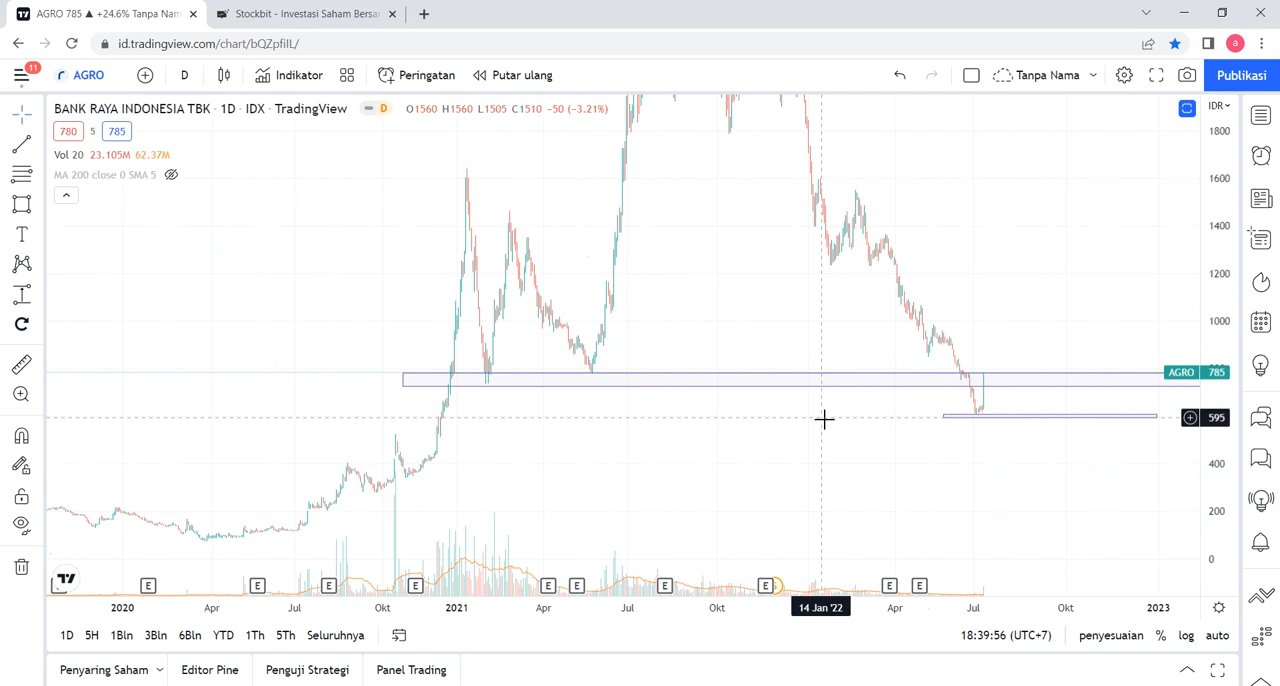 AGRO 785 ▲ +24.6% Tanpa Nam
Stockbit - Investasi Saham Bersar
id.tradingview.com/chart/bQZpfiIL/
a
11
AGRO
D
Indikator
Peringatan
Putar ulang
Tanpa Nama
Publikasi
BANK RAYA INDONESIA TBK · 1D · IDX · TradingView
D
O1560 H1560 L1505 C1510 -50 (-3.21%)
IDR
780 5 785
Vol 20 23.105M 62.37M
MA 200 close 0 SMA 5
1800
1600
1400
1200
1000
AGRO 785
595
400
200
0
E E E E E E E E E E
2020 Apr Jul Okt 2021 Apr Jul Okt 14 Jan '22 Apr Jul Okt 2023
1D 5H 1Bln 3Bln 6Bln YTD 1Th 5Th Seluruhnya
18:39:56 (UTC+7) penyesuaian % log auto
Penyaring Saham Editor Pine Penguji Strategi Panel Trading